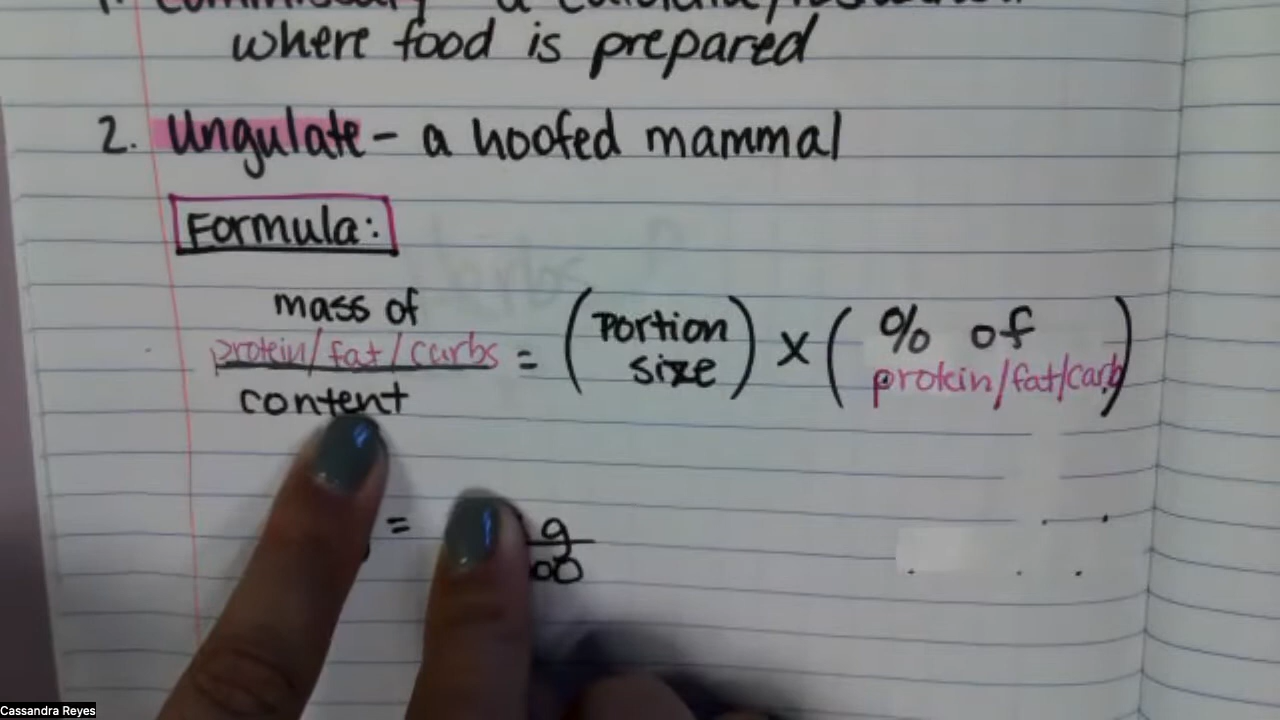 where food is prepared
2. Ungulate - a hoofed mammal
Formula:
mass of
protein/fat/carbs
content
=
(Portion size) x (% of protein/fat/carb)
= g
Cassandra Reyes